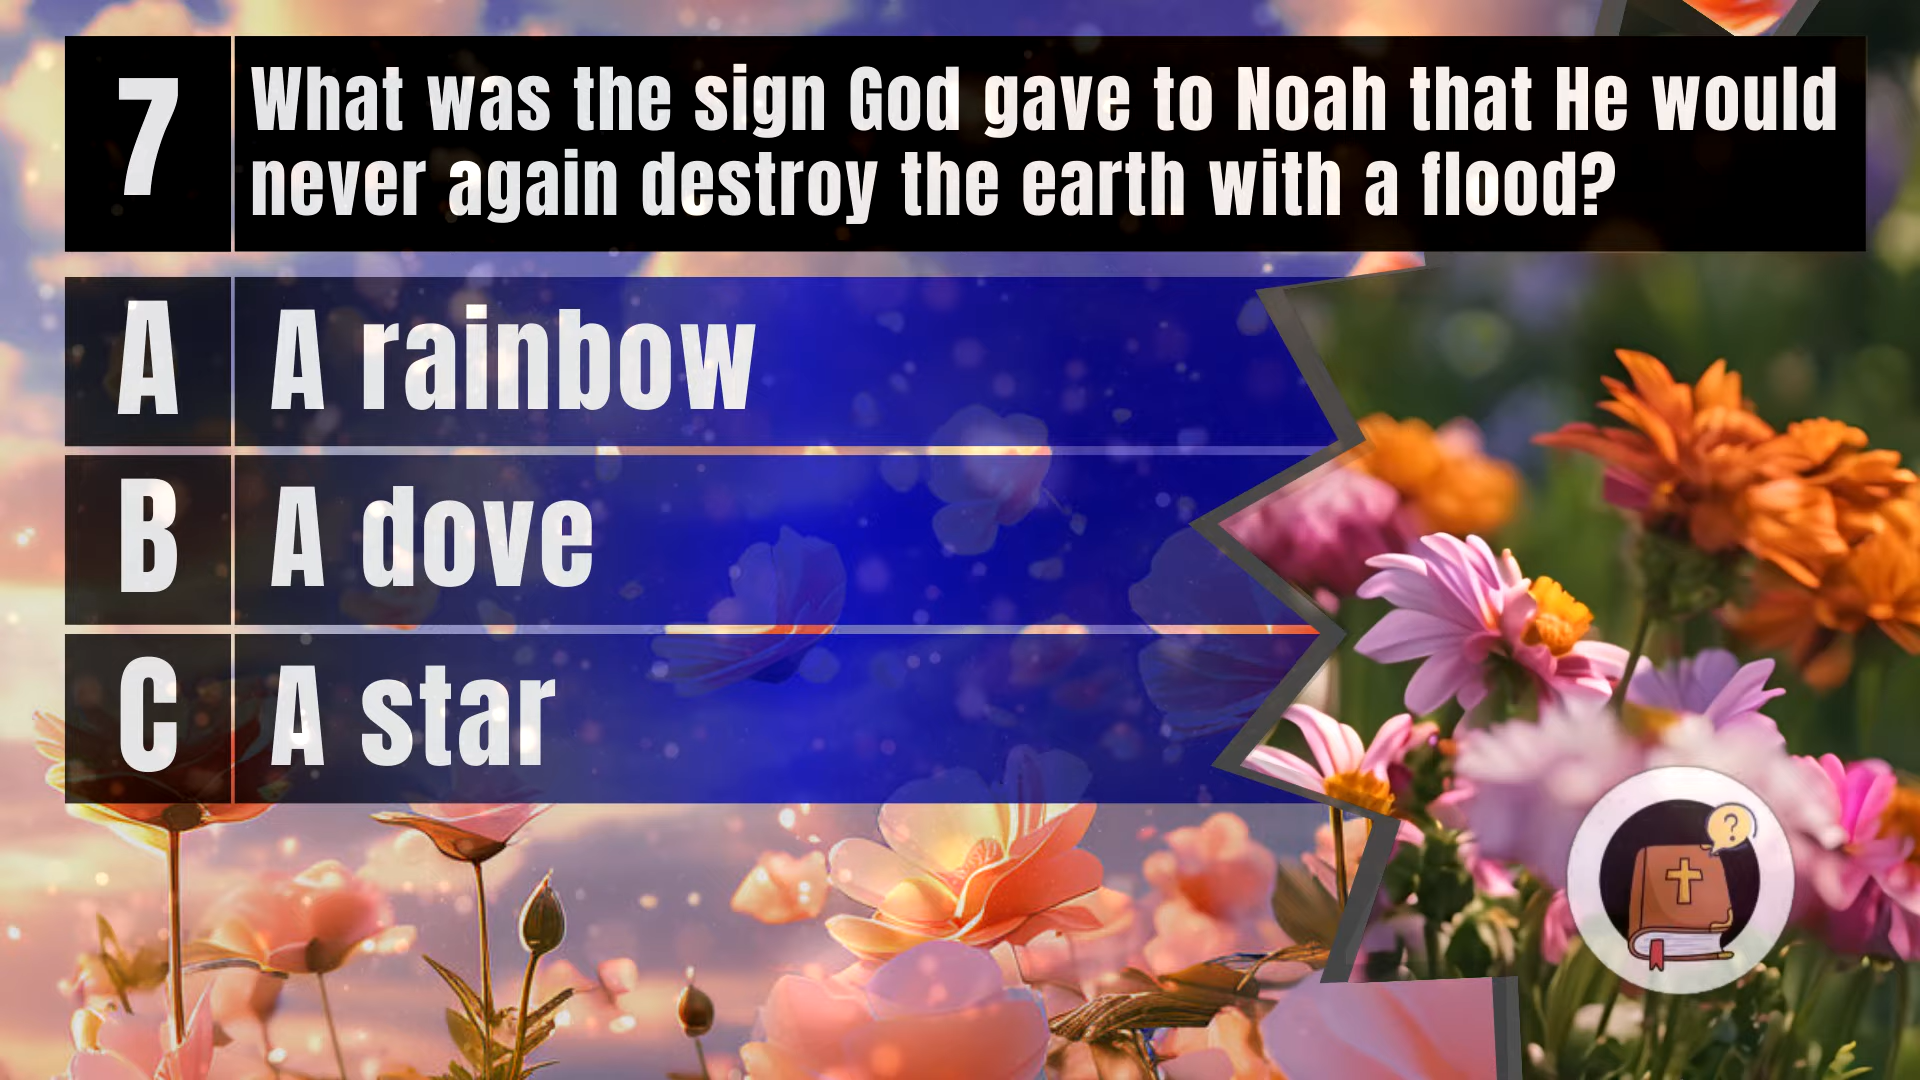 7
What was the sign God gave to Noah that He would
never again destroy the earth with a flood?
A
A rainbow
B
A dove
C
A star
?